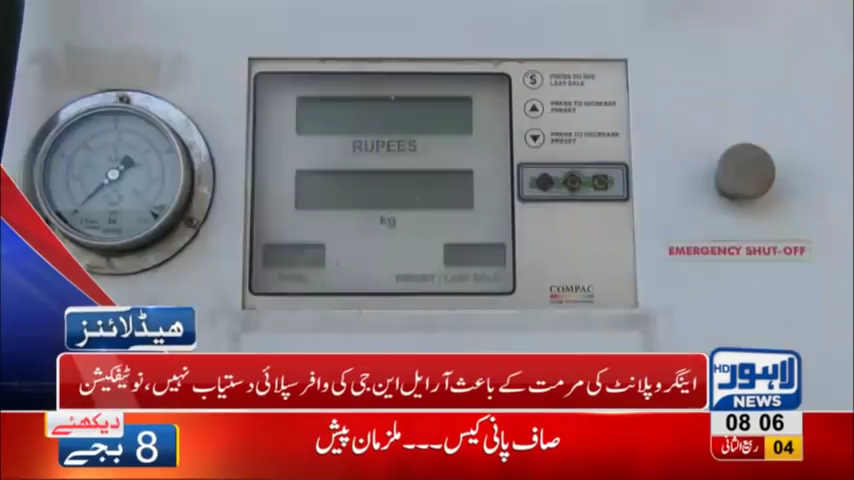 PRESS TO SEE
LAST SALE
PRESS TO INCREASE
PRESET
PRESS TO DECREASE
PRESET
RUPEES
kg
PRESET / LAST SALE
COMPAC
EMERGENCY SHUT-OFF
ہیڈلائنز
اینگرو پلانٹ کی مرمت کے باعث آر ایل این جی کی وافر سپلائی دستیاب نہیں، نوٹیفکیشن
HD لاہور
NEWS
08 06
ربیع الثانی 04
دیکھئے
8 بجے
صاف پانی کیس۔۔۔ ملزمان پیش